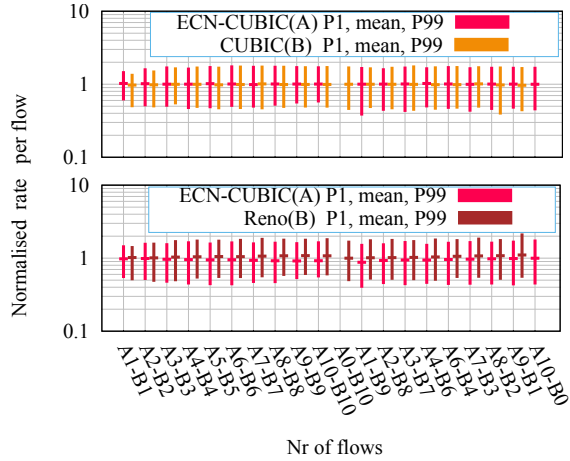 10
ECN-CUBIC(A) P1, mean, P99
CUBIC(B) P1, mean, P99
1
0.1
10
ECN-CUBIC(A) P1, mean, P99
Reno(B) P1, mean, P99
1
0.1
Normalised rate per flow
A1-B1
A2-B2
A3-B3
A4-B4
A5-B5
A6-B6
A7-B7
A8-B8
A9-B9
A10-B10
A0-B10
A1-B9
A2-B8
A3-B7
A4-B6
A6-B4
A7-B3
A8-B2
A9-B1
A10-B0
Nr of flows